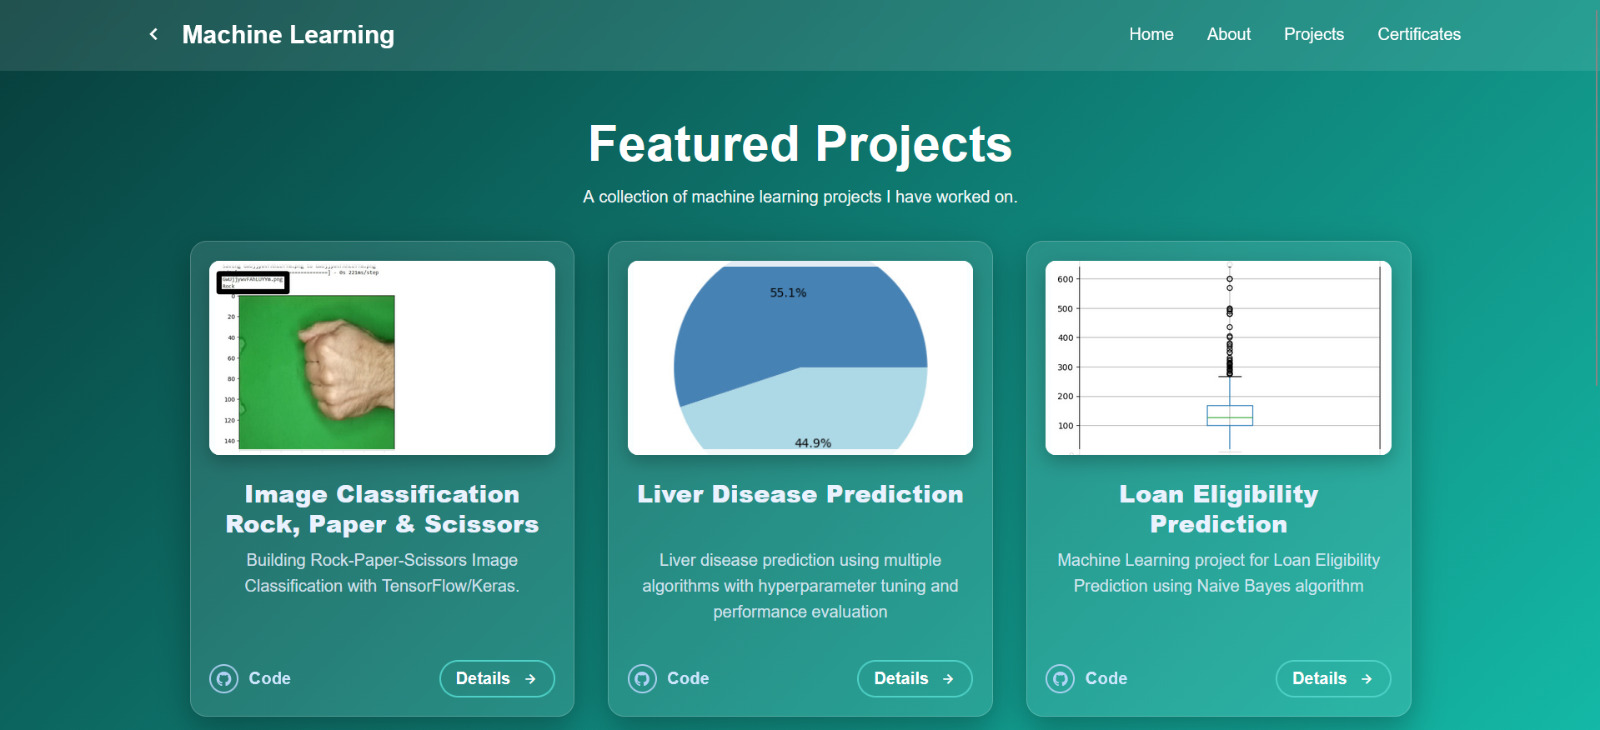 Machine Learning
Home
About
Projects
Certificates
Featured Projects
A collection of machine learning projects I have worked on.
Rock
0
20
40
60
80
100
120
140
55.1%
44.9%
600
500
400
300
200
100
Image Classification
Rock, Paper & Scissors
Building Rock-Paper-Scissors Image
Classification with TensorFlow/Keras.
Code
Details
Liver Disease Prediction
Liver disease prediction using multiple
algorithms with hyperparameter tuning and
performance evaluation
Code
Details
Loan Eligibility
Prediction
Machine Learning project for Loan Eligibility
Prediction using Naive Bayes algorithm
Code
Details